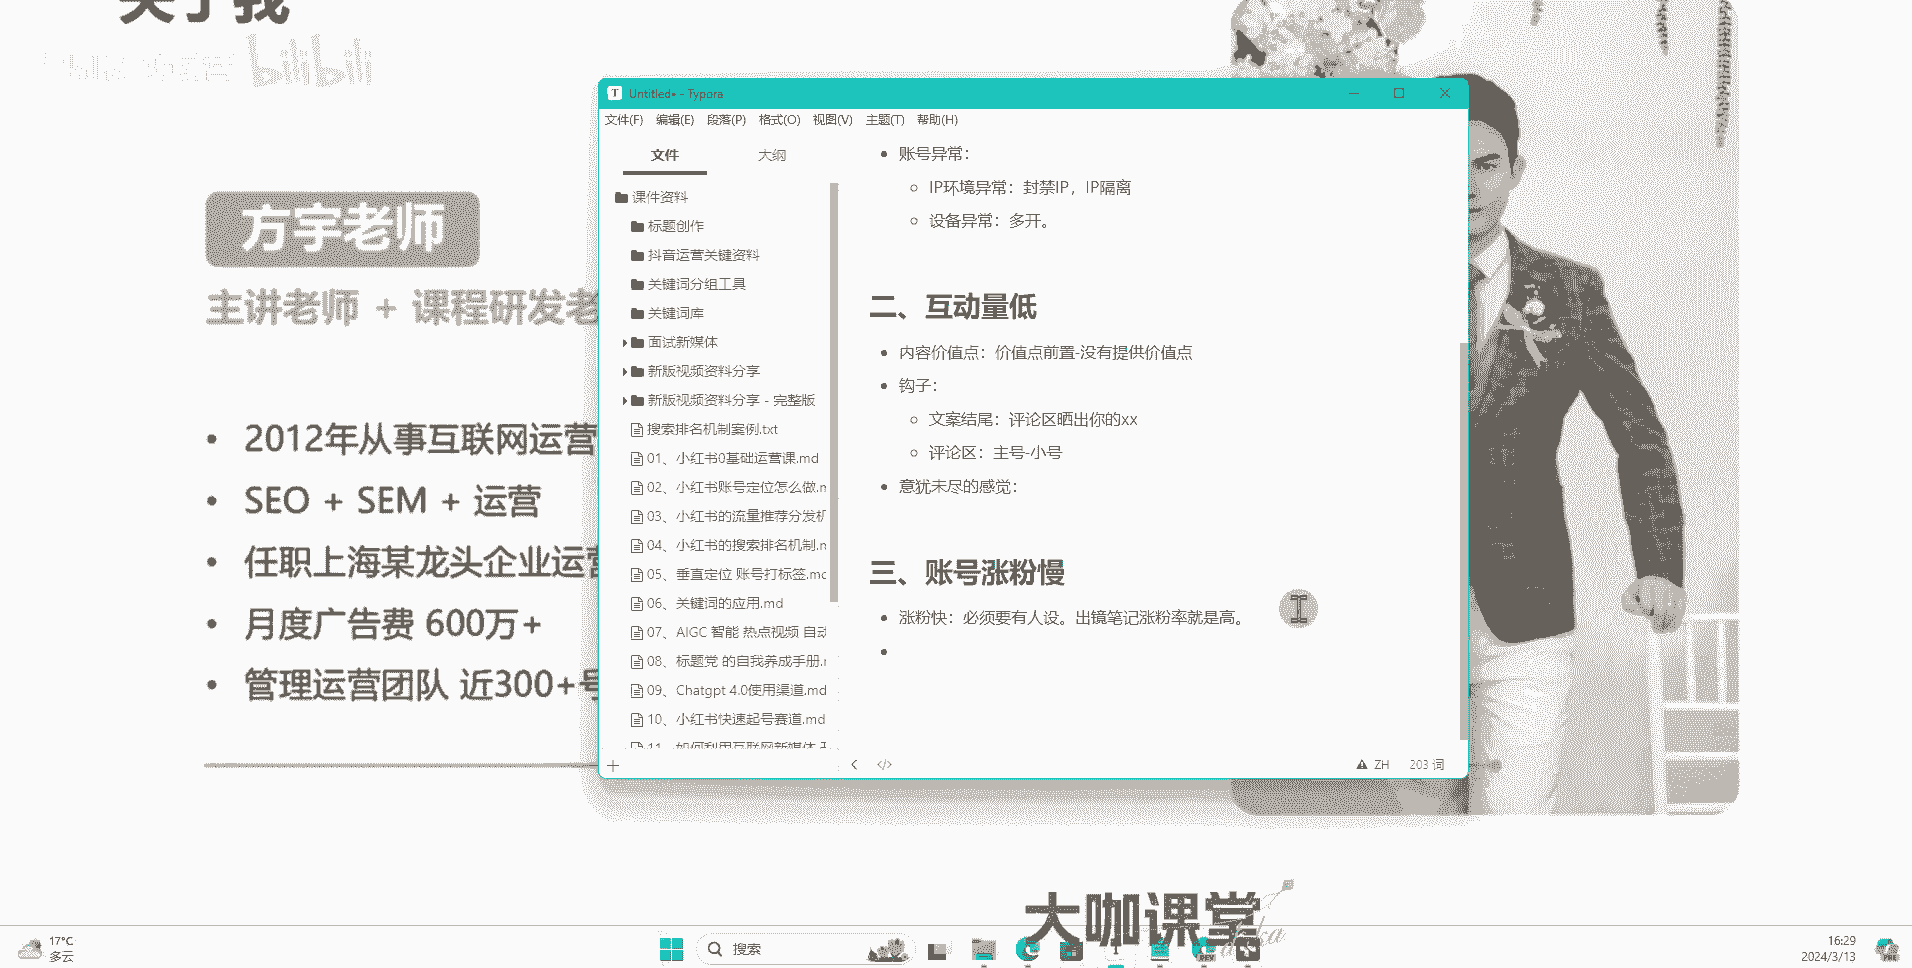 关于我
bilibili
方宇老师
主讲老师 + 课程研发老
2012年从事互联网运营
SEO + SEM + 运营
任职上海某龙头企业运营
月度广告费 600万+
管理运营团队 近300+号
Untitled• - Typora
文件(F) 编辑(E) 段落(P) 格式(O) 视图(V) 主题(T) 帮助(H)
文件 大纲
课件资料
标题创作
抖音运营关键资料
关键词分组工具
关键词库
面试新媒体
新版视频资料分享
新版视频资料分享 - 完整版
搜索排名机制案例.txt
01、小红书0基础运营课.md
02、小红书账号定位怎么做.m
03、小红书的流量推荐分发机
04、小红书的搜索排名机制.m
05、垂直定位 账号打标签.mc
06、关键词的应用.md
07、AIGC 智能 热点视频 自动
08、标题党 的自我养成手册.r
09、Chatgpt 4.0使用渠道.md
10、小红书快速起号赛道.md
11、如何利用互联网新媒体
账号异常：
IP环境异常：封禁IP，IP隔离
设备异常：多开。
二、互动量低
内容价值点：价值点前置-没有提供价值点
钩子：
文案结尾：评论区晒出你的xx
评论区：主号-小号
意犹未尽的感觉：
三、账号涨粉慢
涨粉快：必须要有人设。出镜笔记涨粉率就是高。
ZH 203 词
大咖课堂
17°C
多云
搜索
16:29
2024/3/13